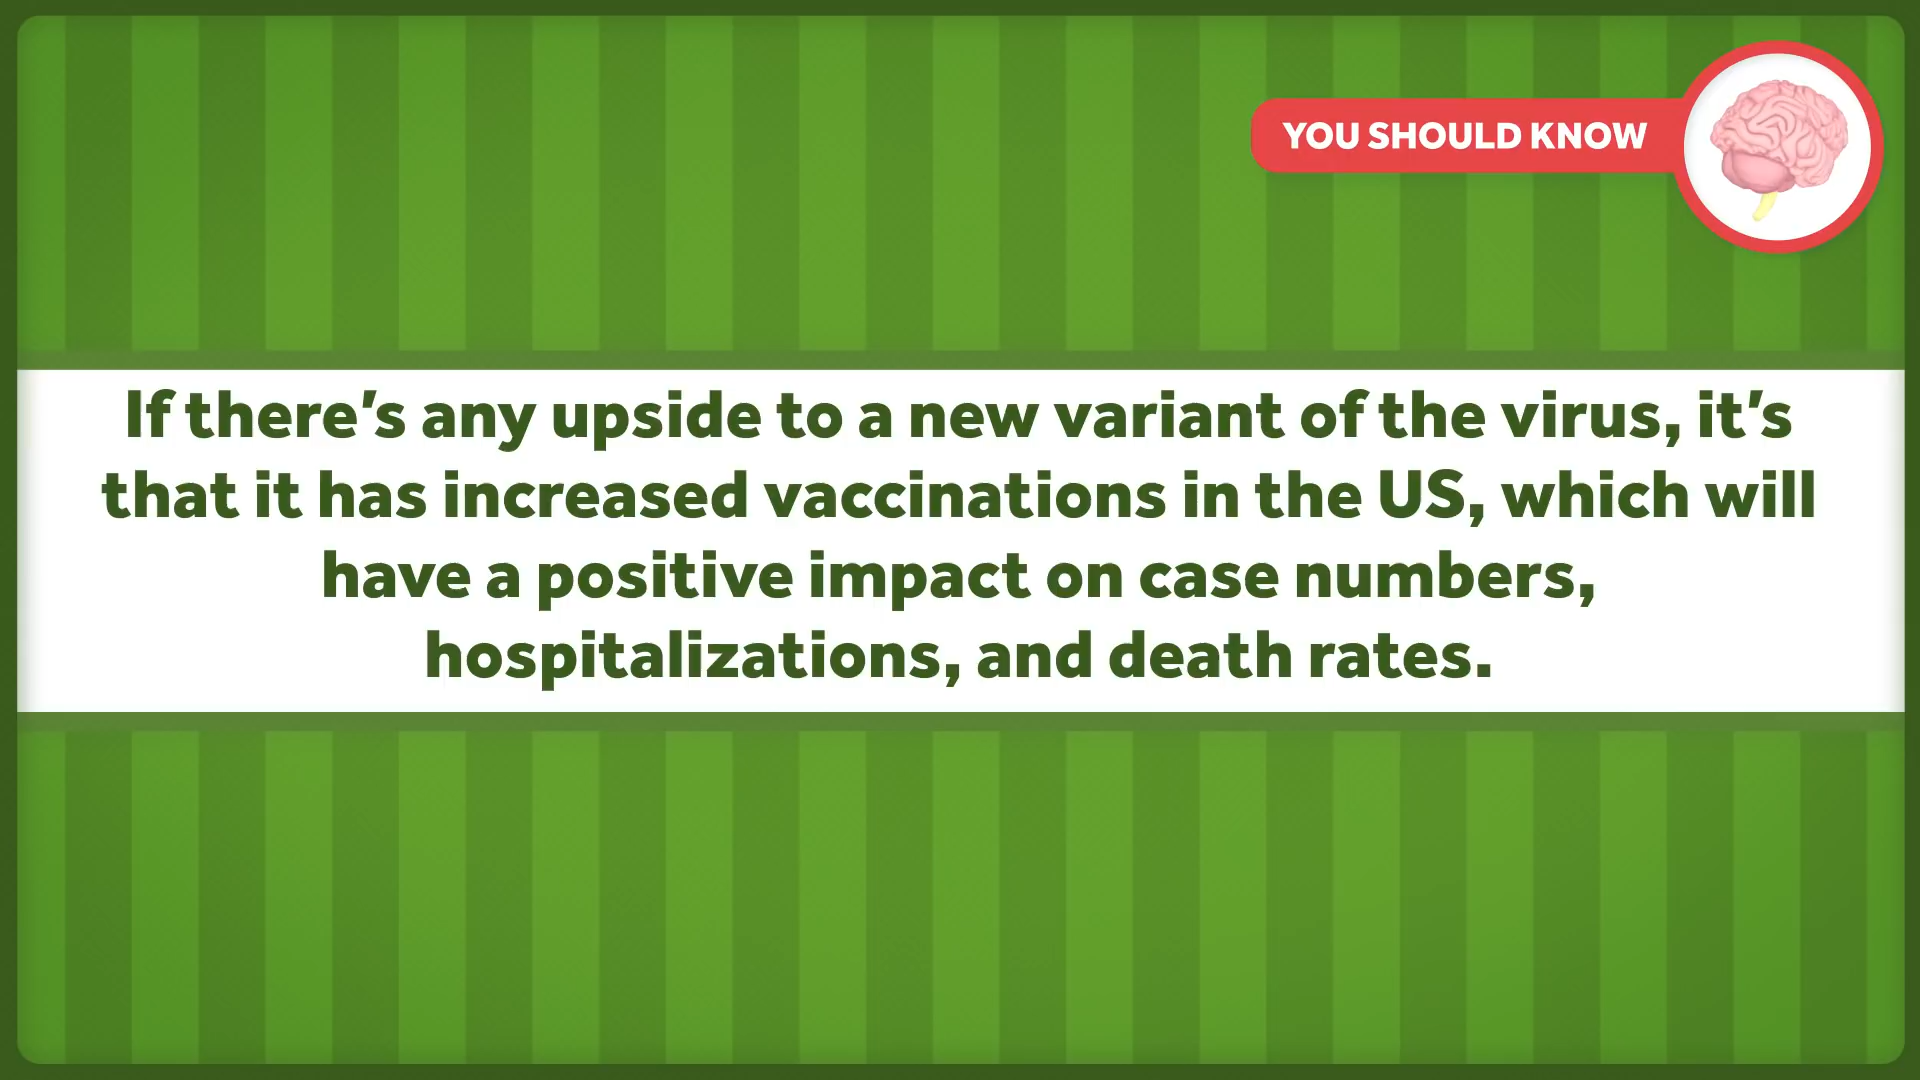 YOU SHOULD KNOW
If there's any upside to a new variant of the virus, it's
that it has increased vaccinations in the US, which will
have a positive impact on case numbers,
hospitalizations, and death rates.